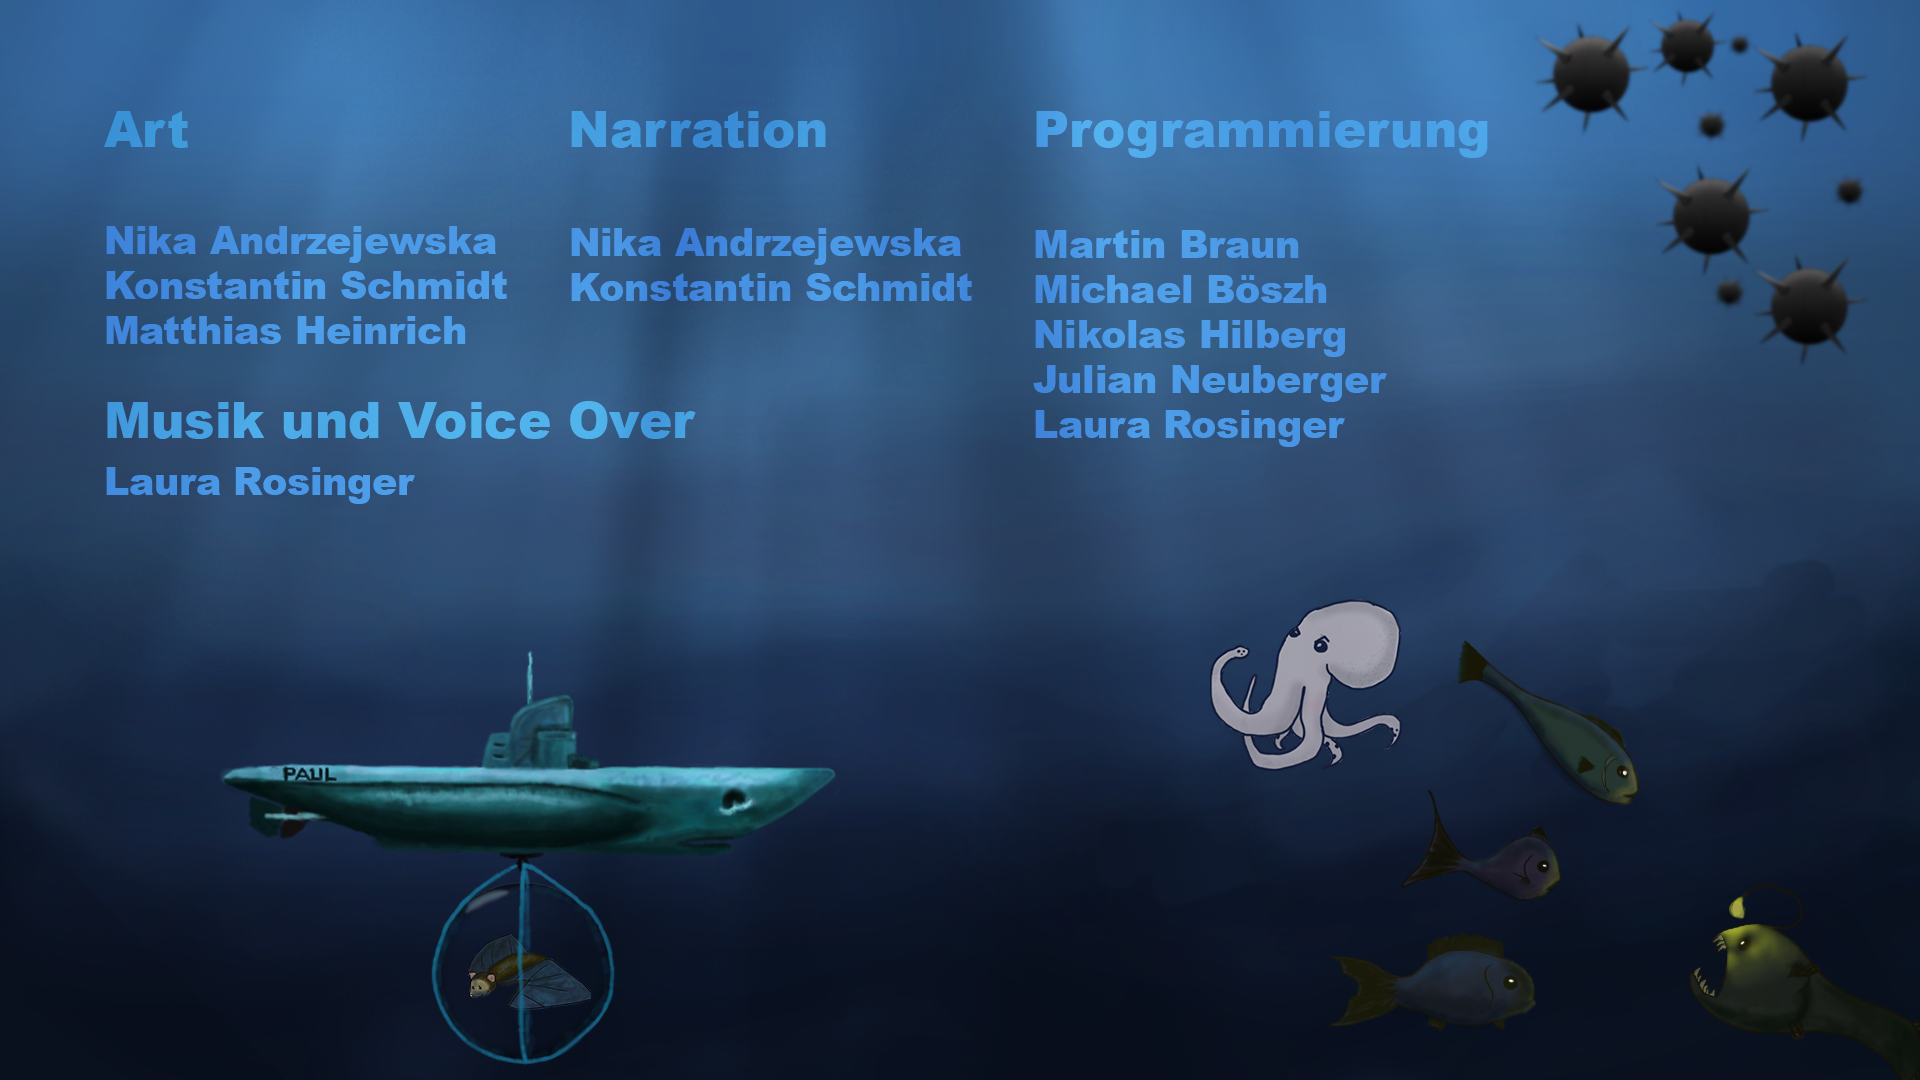 Art
Nika Andrzejewska
Konstantin Schmidt
Matthias Heinrich
Musik und Voice Over
Laura Rosinger
Narration
Nika Andrzejewska
Konstantin Schmidt
Programmierung
Martin Braun
Michael Böszh
Nikolas Hilberg
Julian Neuberger
Laura Rosinger
PAUL